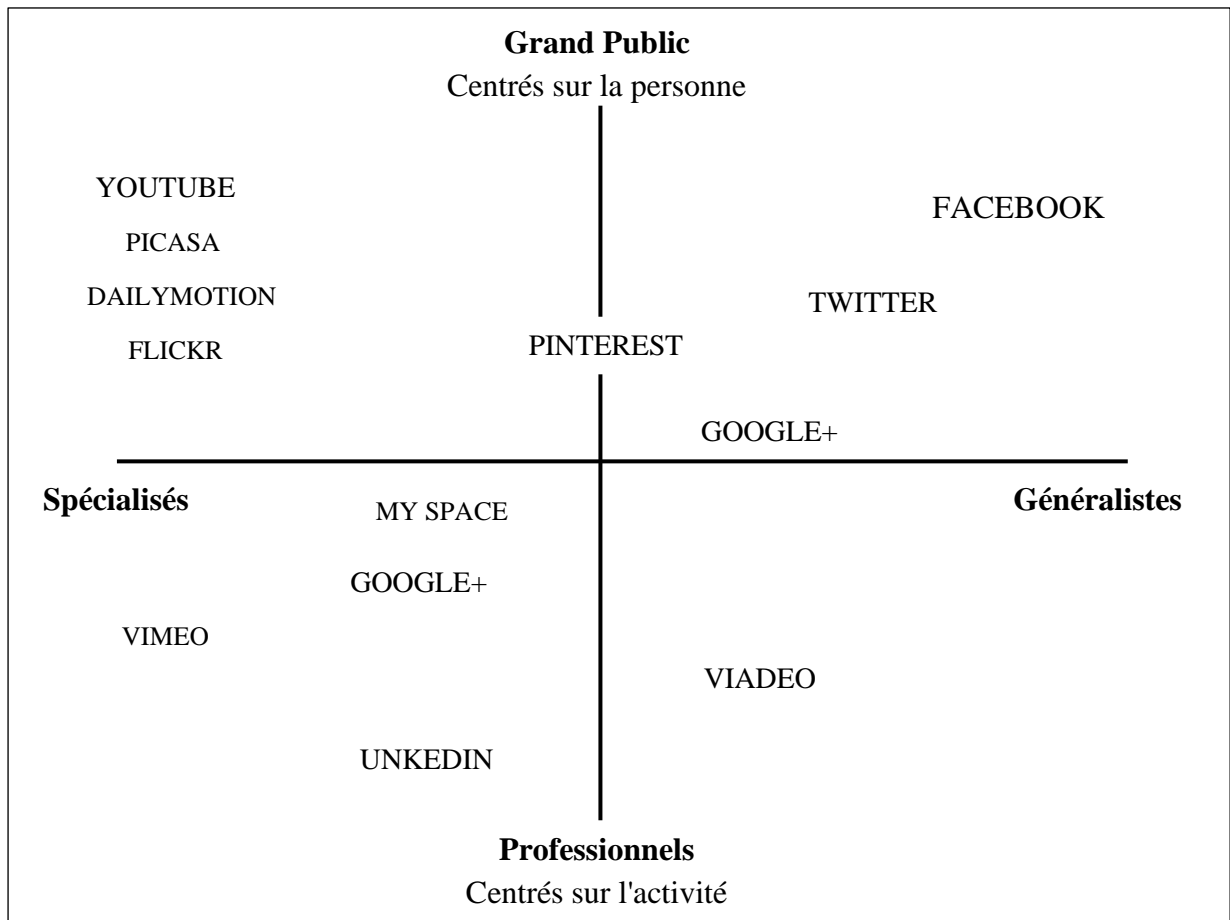 Grand Public
Centrés sur la personne
YOUTUBE
FACEBOOK
PICASA
DAILYMOTION
TWITTER
FLICKR
PINTEREST
GOOGLE+
Spécialisés
Généralistes
MY SPACE
GOOGLE+
VIMEO
VIADEO
UNKEDIN
Professionnels
Centrés sur l'activité